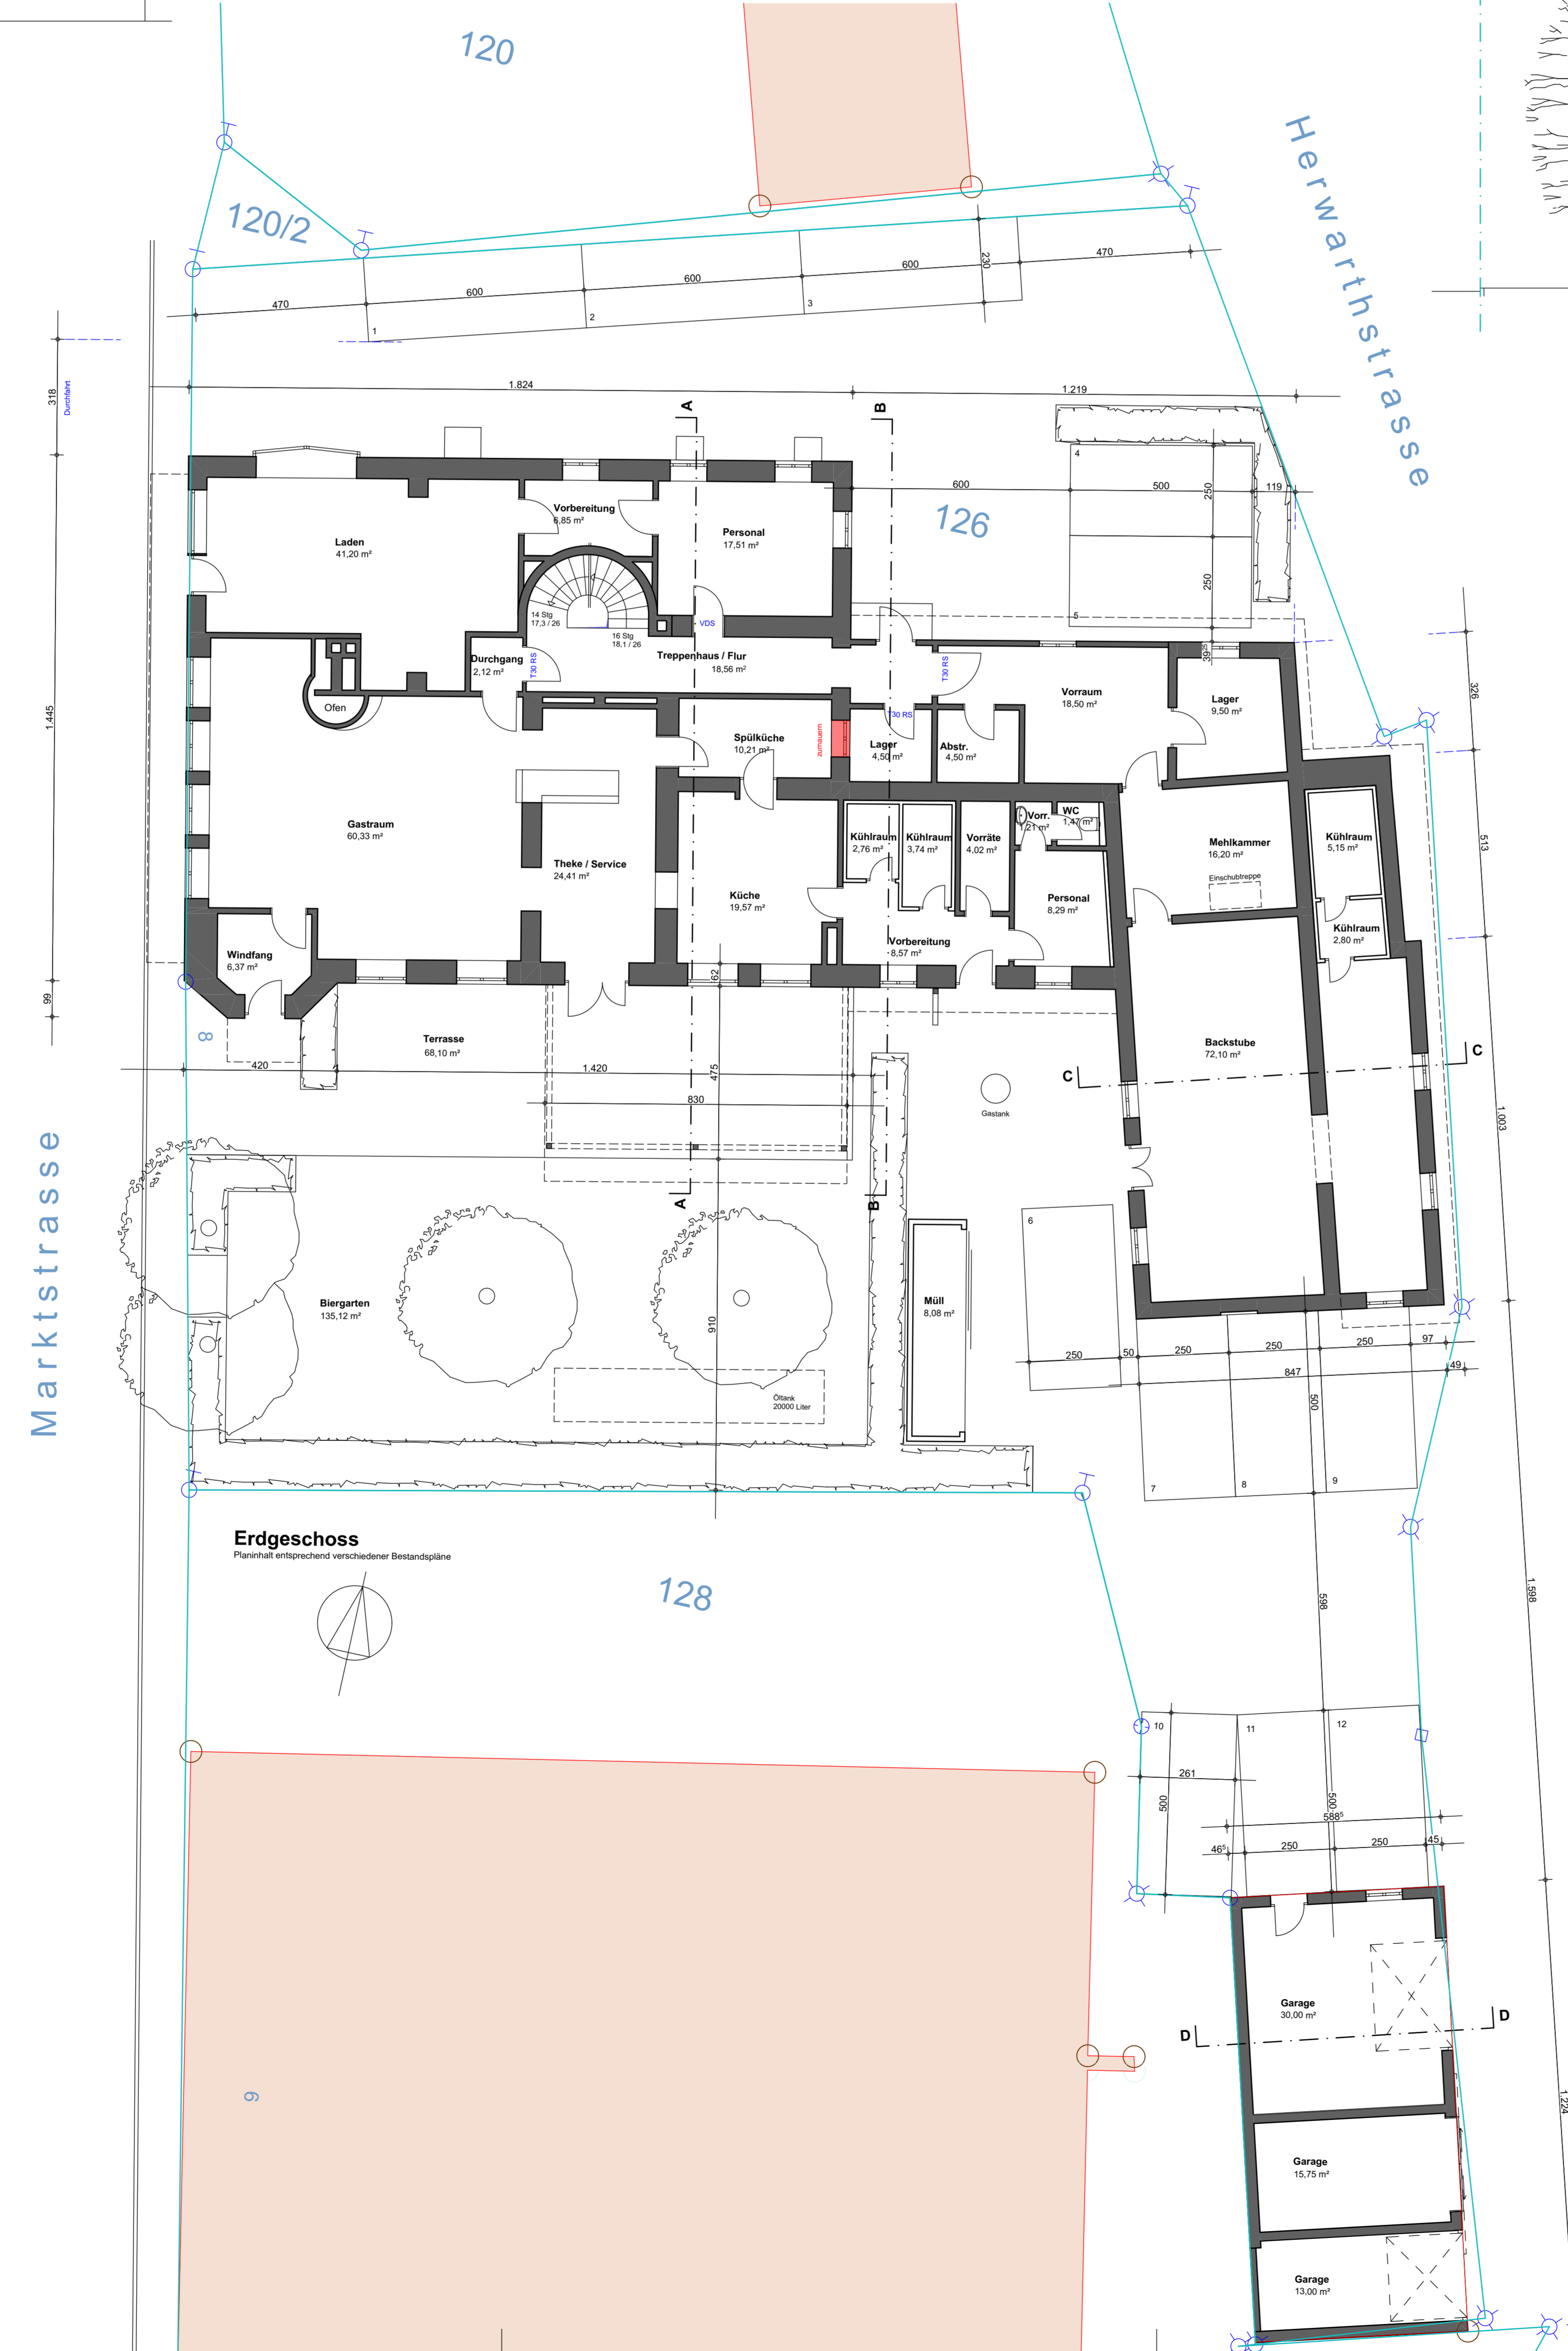 120
120/2
Herwarthstrasse
470
600
600
600
230
470
1
2
3
318
Durchfahrt
1.824
1.219
A
B
4
600
500
250
119
126
Vorbereitung
6,85 m²
Personal
17,51 m²
Laden
41,20 m²
250
5
14 Stg
17,3 / 26
16 Stg
18,1 / 26
VDS
Durchgang
2,12 m²
T30 RS
Treppenhaus / Flur
18,56 m²
T30 RS
Vorraum
18,50 m²
Lager
9,50 m²
326
1.445
Ofen
Spülküche
10,21 m²
zumauern
T30 RS
Lager
4,50 m²
Abstr.
4,50 m²
Gastraum
60,33 m²
Theke / Service
24,41 m²
Küche
19,57 m²
Kühlraum
2,76 m²
Kühlraum
3,74 m²
Vorräte
4,02 m²
Vorr.
1,21 m²
WC
1,47 m²
Mehlkammer
16,20 m²
Einschubtreppe
Kühlraum
5,15 m²
513
Personal
8,29 m²
Kühlraum
2,80 m²
Windfang
6,37 m²
Vorbereitung
8,57 m²
62
99
8
Terrasse
68,10 m²
Backstube
72,10 m²
C
C
420
1.420
475
830
Gastank
1.003
Marktstrasse
A
B
6
Biergarten
135,12 m²
Müll
8,08 m²
910
250
50
250
250
250
97
847
49
Öltank
20000 Liter
500
7
8
9
Erdgeschoss
Planinhalt entsprechend verschiedener Bestandspläne
128
598
1.598
10
11
12
261
500
500
588⁵
46⁵
250
250
45
Garage
30,00 m²
D
D
9
1.224
Garage
15,75 m²
Garage
13,00 m²